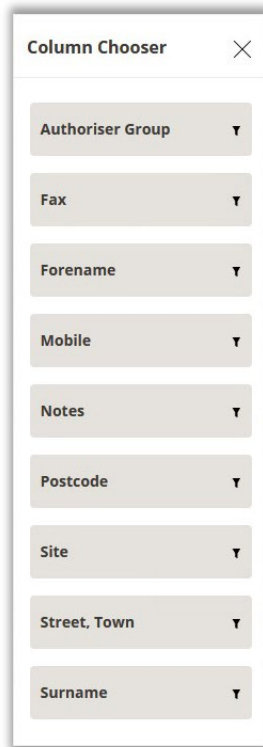 Column Chooser
Authoriser Group
Fax
Forename
Mobile
Notes
Postcode
Site
Street, Town
Surname